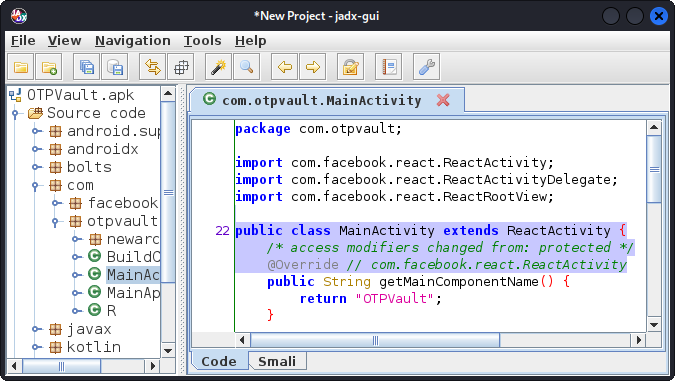 *New Project - jadx-gui
File View Navigation Tools Help
OTPVault.apk
Source code
android.sup
androidx
bolts
com
facebook
otpvault
neward
BuildC
MainAc
MainAp
R
javax
kotlin
com.otpvault.MainActivity
package com.otpvault;
import com.facebook.react.ReactActivity;
import com.facebook.react.ReactActivityDelegate;
import com.facebook.react.ReactRootView;
22 public class MainActivity extends ReactActivity {
/* access modifiers changed from: protected */
@Override // com.facebook.react.ReactActivity
public String getMainComponentName() {
return "OTPVault";
}
Code Smali